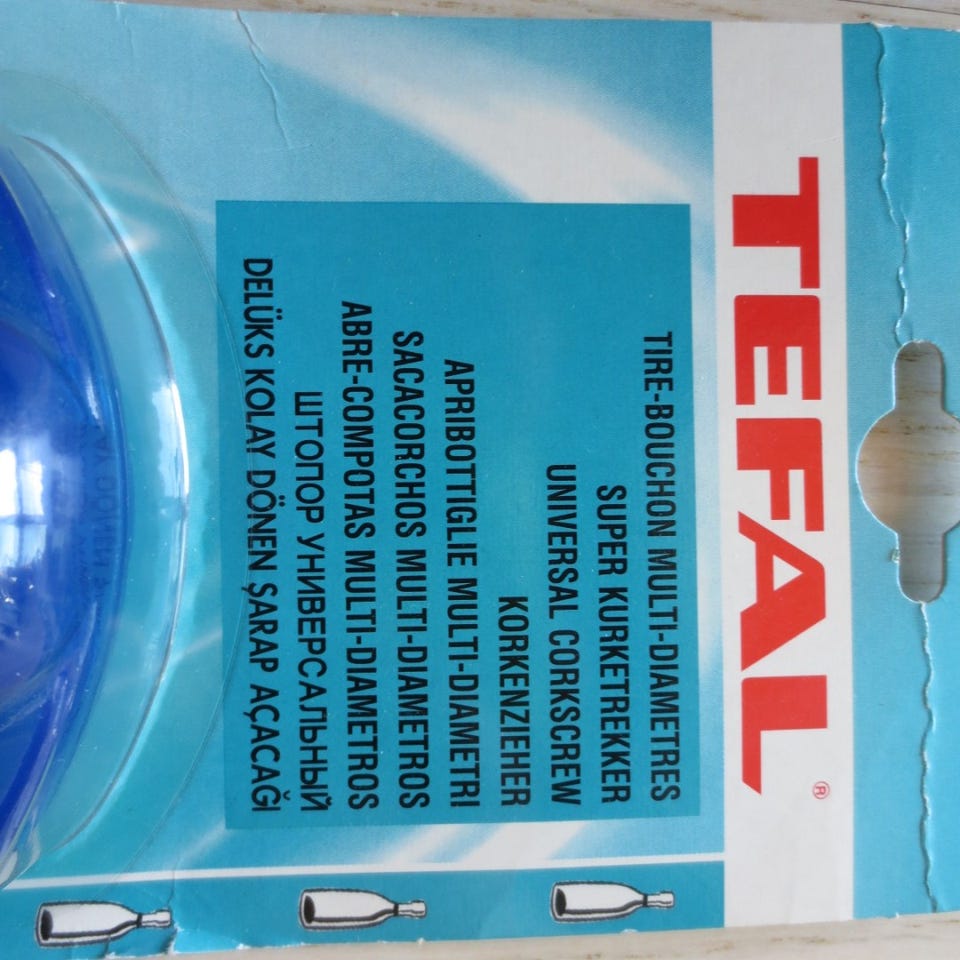 TEFAL®
TIRE-BOUCHON MULTI-DIAMETRES
SUPER KURKETREKKER
UNIVERSAL CORKSCREW
KORKENZIEHER
APRIBOTTIGLIE MULTI-DIAMETRI
SACACORCHOS MULTI-DIAMETROS
ABRE-COMPOTAS MULTI-DIAMETROS
ШТОПОР УНИВЕРСАЛЬНЫЙ
DELÜKS KOLAY DÖNEN ŞARAP AÇACAĞI